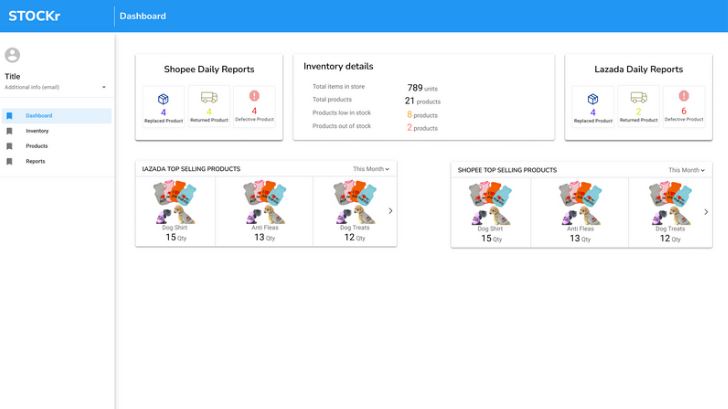 STOCKr
Dashboard
Title
Additional info (email)
Dashboard
Inventory
Products
Reports
Shopee Daily Reports
4
Replaced Product
4
Returned Product
4
Defective Product
Inventory details
Total items in store 789 units
Total products 21 products
Products low in stock 8 products
Products out of stock 2 products
Lazada Daily Reports
4
Replaced Product
2
Returned Product
6
Defective Product
lAZADA TOP SELLING PRODUCTS This Month
Dog Shirt
15 Qty
Anti Fleas
13 Qty
Dog Treats
12 Qty
SHOPEE TOP SELLING PRODUCTS This Month
Dog Shirt
15 Qty
Anti Fleas
13 Qty
Dog Treats
12 Qty